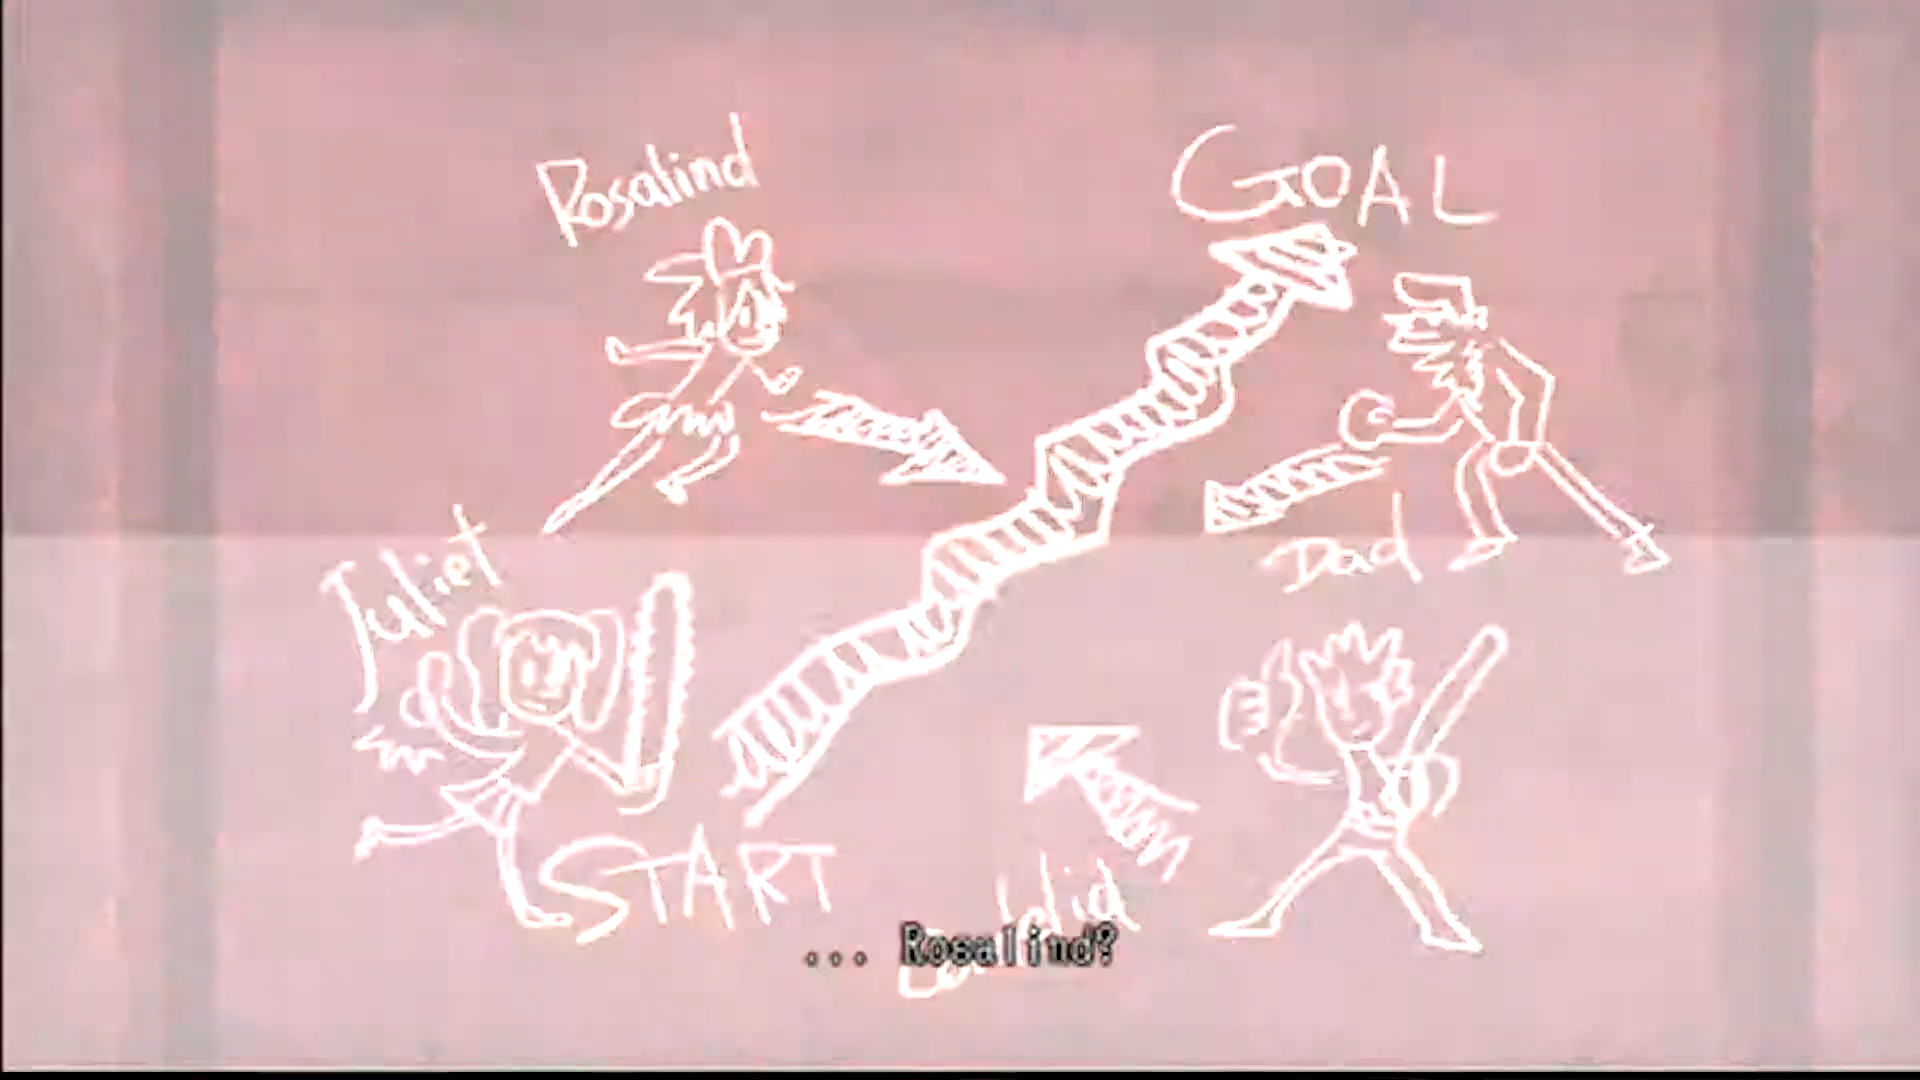 Rosalind
GOAL
Juliet
Dad
START
... Rosalind?